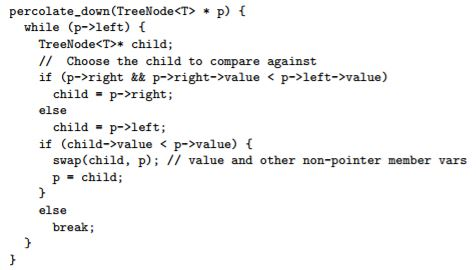 percolate_down(TreeNode<T> * p) {
  while (p->left) {
    TreeNode<T>* child;
    //  Choose the child to compare against
    if (p->right && p->right->value < p->left->value)
      child = p->right;
    else
      child = p->left;
    if (child->value < p->value) {
      swap(child, p); // value and other non-pointer member vars
      p = child;
    }
    else
      break;
  }
}